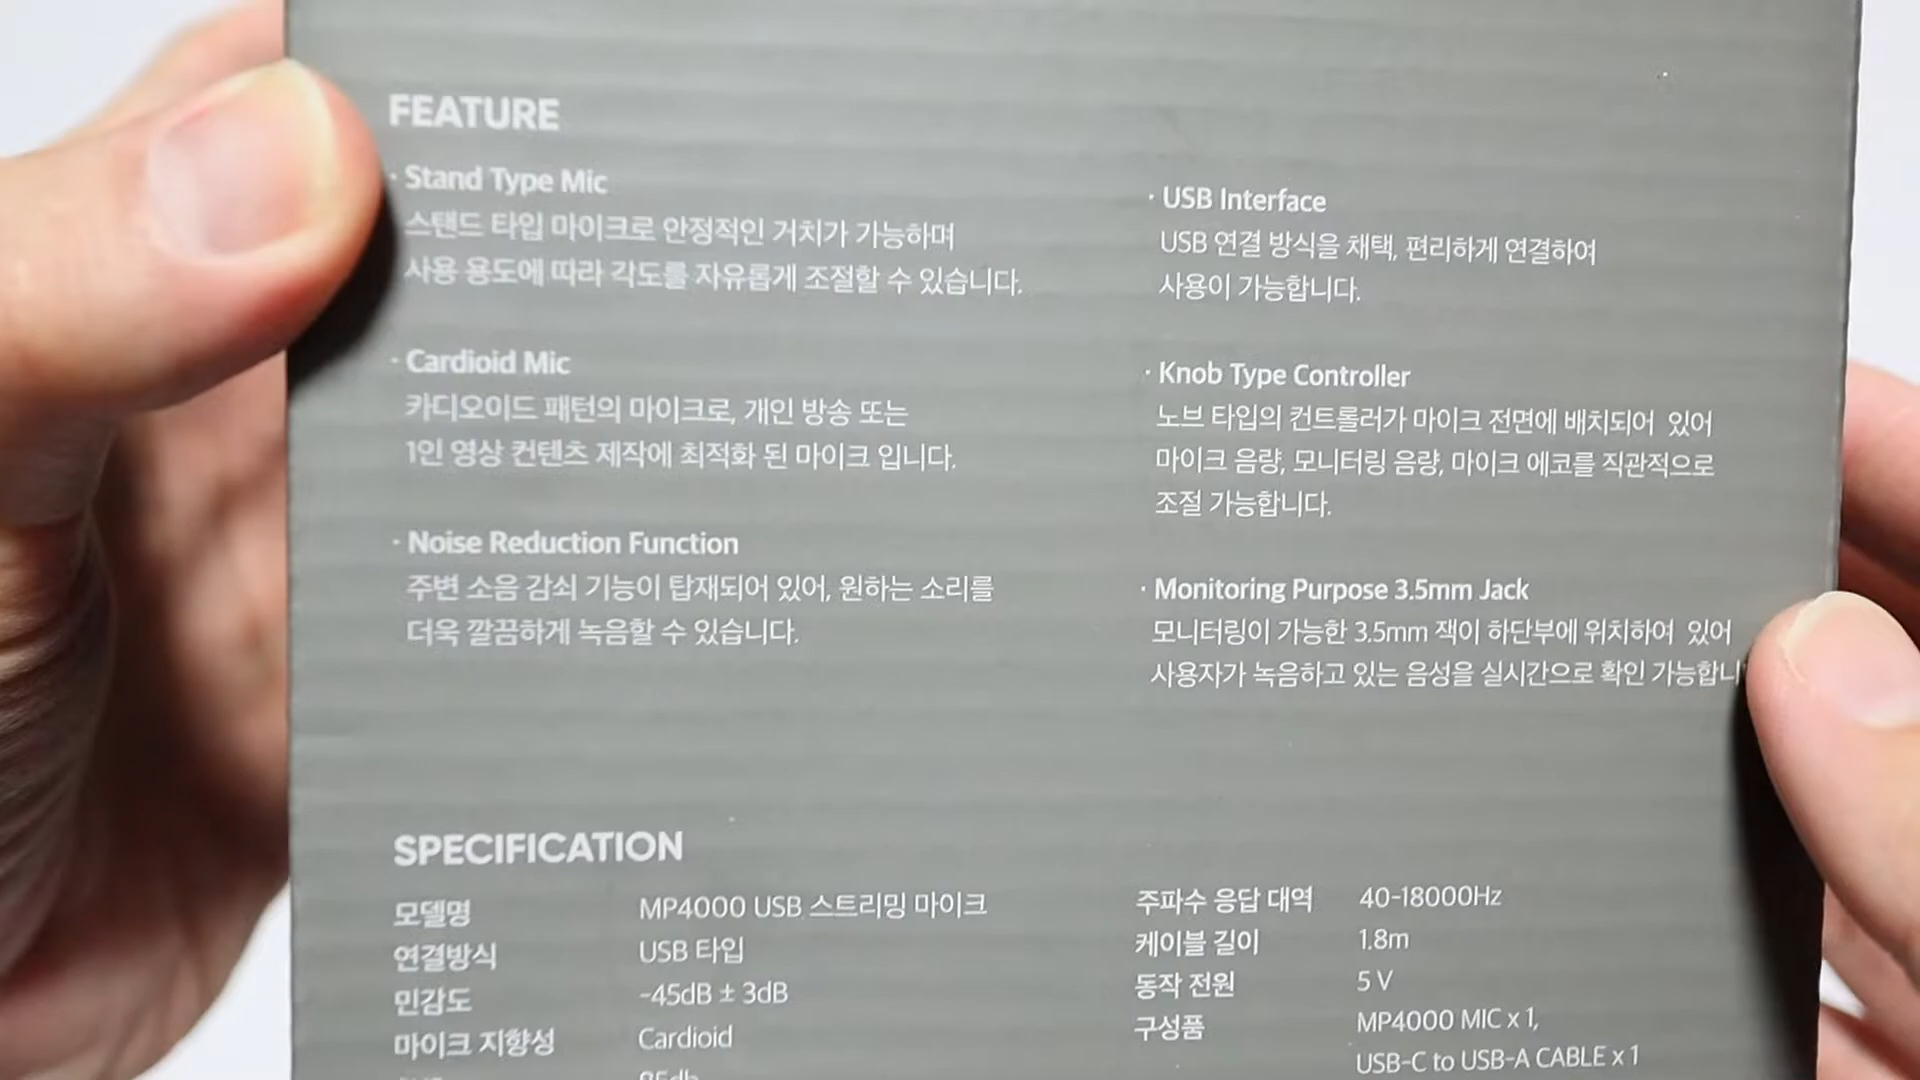 FEATURE
· Stand Type Mic
스탠드 타입 마이크로 안정적인 거치가 가능하며
사용 용도에 따라 각도를 자유롭게 조절할 수 있습니다.
· Cardioid Mic
카디오이드 패턴의 마이크로, 개인 방송 또는
1인 영상 컨텐츠 제작에 최적화 된 마이크 입니다.
· Noise Reduction Function
주변 소음 감쇠 기능이 탑재되어 있어, 원하는 소리를
더욱 깔끔하게 녹음할 수 있습니다.
· USB Interface
USB 연결 방식을 채택, 편리하게 연결하여
사용이 가능합니다.
· Knob Type Controller
노브 타입의 컨트롤러가 마이크 전면에 배치되어 있어
마이크 음량, 모니터링 음량, 마이크 에코를 직관적으로
조절 가능합니다.
· Monitoring Purpose 3.5mm Jack
모니터링이 가능한 3.5mm 잭이 하단부에 위치하여 있어
사용자가 녹음하고 있는 음성을 실시간으로 확인 가능합니
SPECIFICATION
모델명 MP4000 USB 스트리밍 마이크
연결방식 USB 타입
민감도 -45dB ± 3dB
마이크 지향성 Cardioid
주파수 응답 대역 40-18000Hz
케이블 길이 1.8m
동작 전원 5 V
구성품 MP4000 MIC x 1,
USB-C to USB-A CABLE x 1